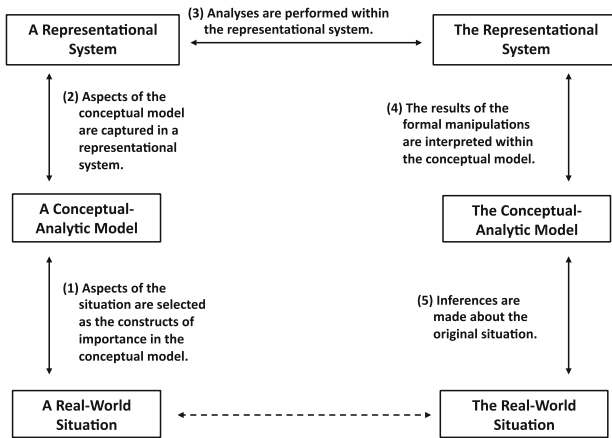 A Representational
System
(3) Analyses are performed within
the representational system.
The Representational
System
(2) Aspects of the
conceptual model
are captured in a
representational
system.
(4) The results of the
formal manipulations
are interpreted within
the conceptual model.
A Conceptual-
Analytic Model
The Conceptual-
Analytic Model
(1) Aspects of the
situation are selected
as the constructs of
importance in the
conceptual model.
(5) Inferences are
made about the
original situation.
A Real-World
Situation
The Real-World
Situation